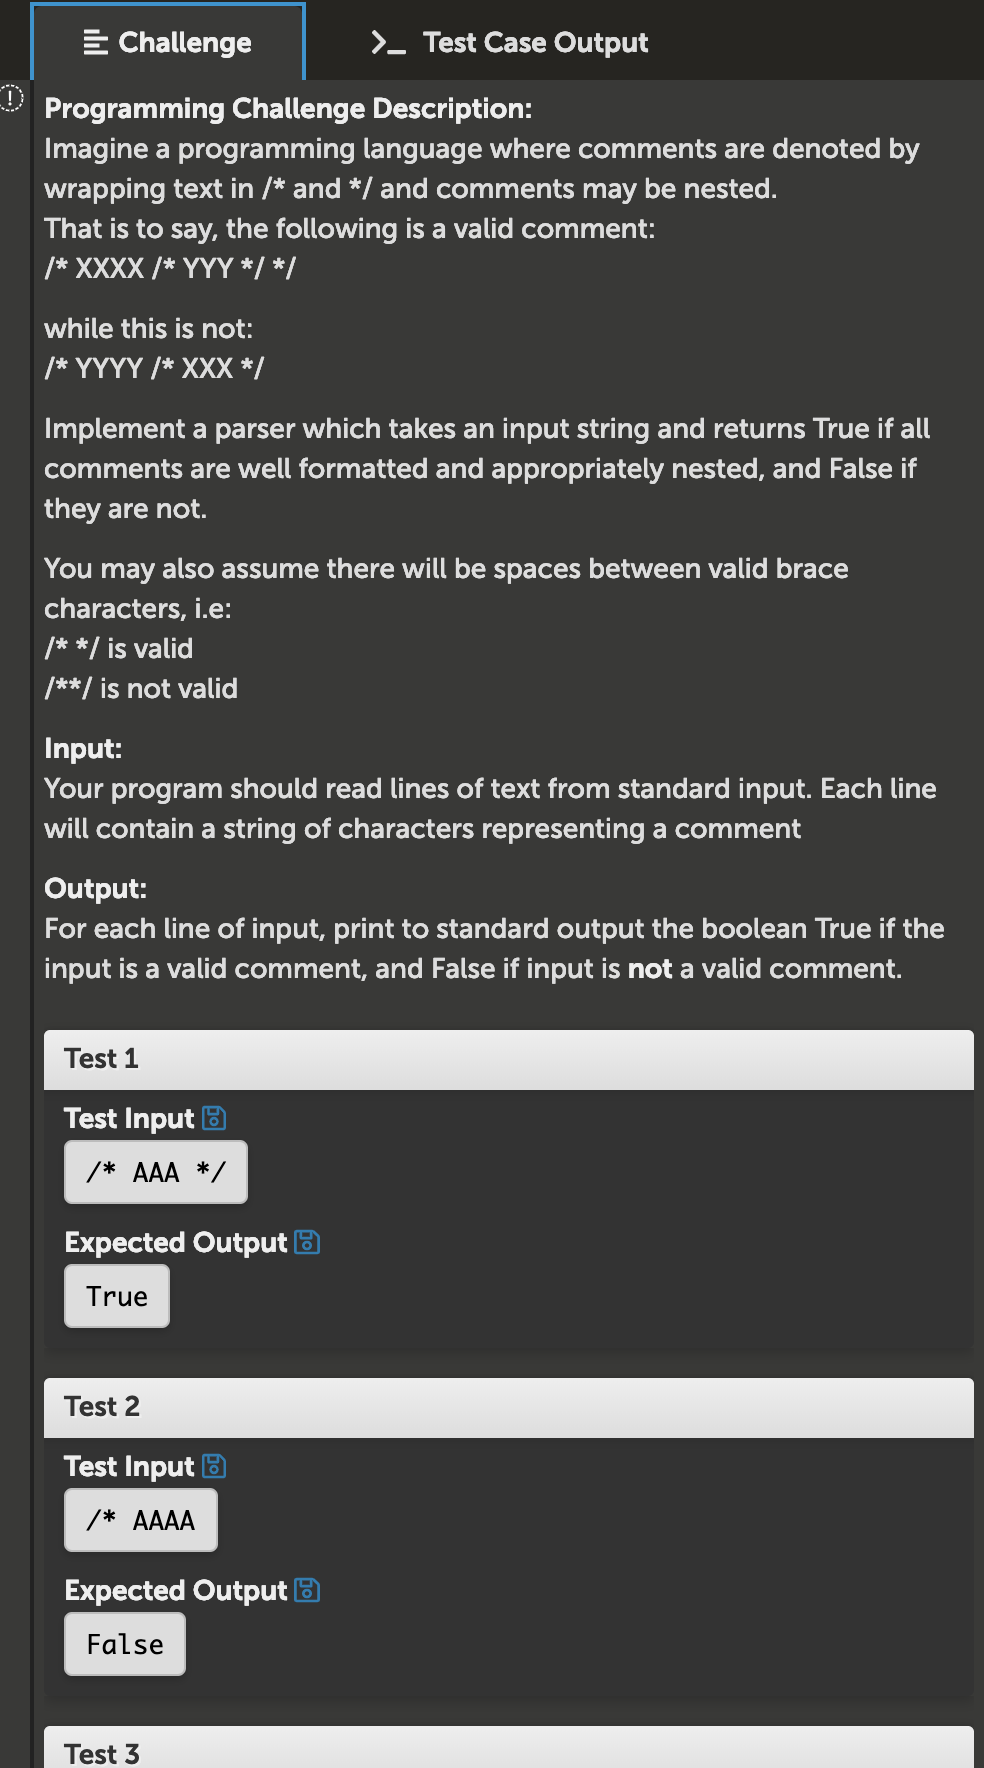 Challenge
Test Case Output
Programming Challenge Description:
Imagine a programming language where comments are denoted by
wrapping text in /* and */ and comments may be nested.
That is to say, the following is a valid comment:
/* XXXX /* YYY */ */
while this is not:
/* YYYY /* XXX */
Implement a parser which takes an input string and returns True if all
comments are well formatted and appropriately nested, and False if
they are not.
You may also assume there will be spaces between valid brace
characters, i.e:
/* */ is valid
/**/ is not valid
Input:
Your program should read lines of text from standard input. Each line
will contain a string of characters representing a comment
Output:
For each line of input, print to standard output the boolean True if the
input is a valid comment, and False if input is not a valid comment.
Test 1
Test Input
/* AAA */
Expected Output
True
Test 2
Test Input
/* AAAA
Expected Output
False
Test 3